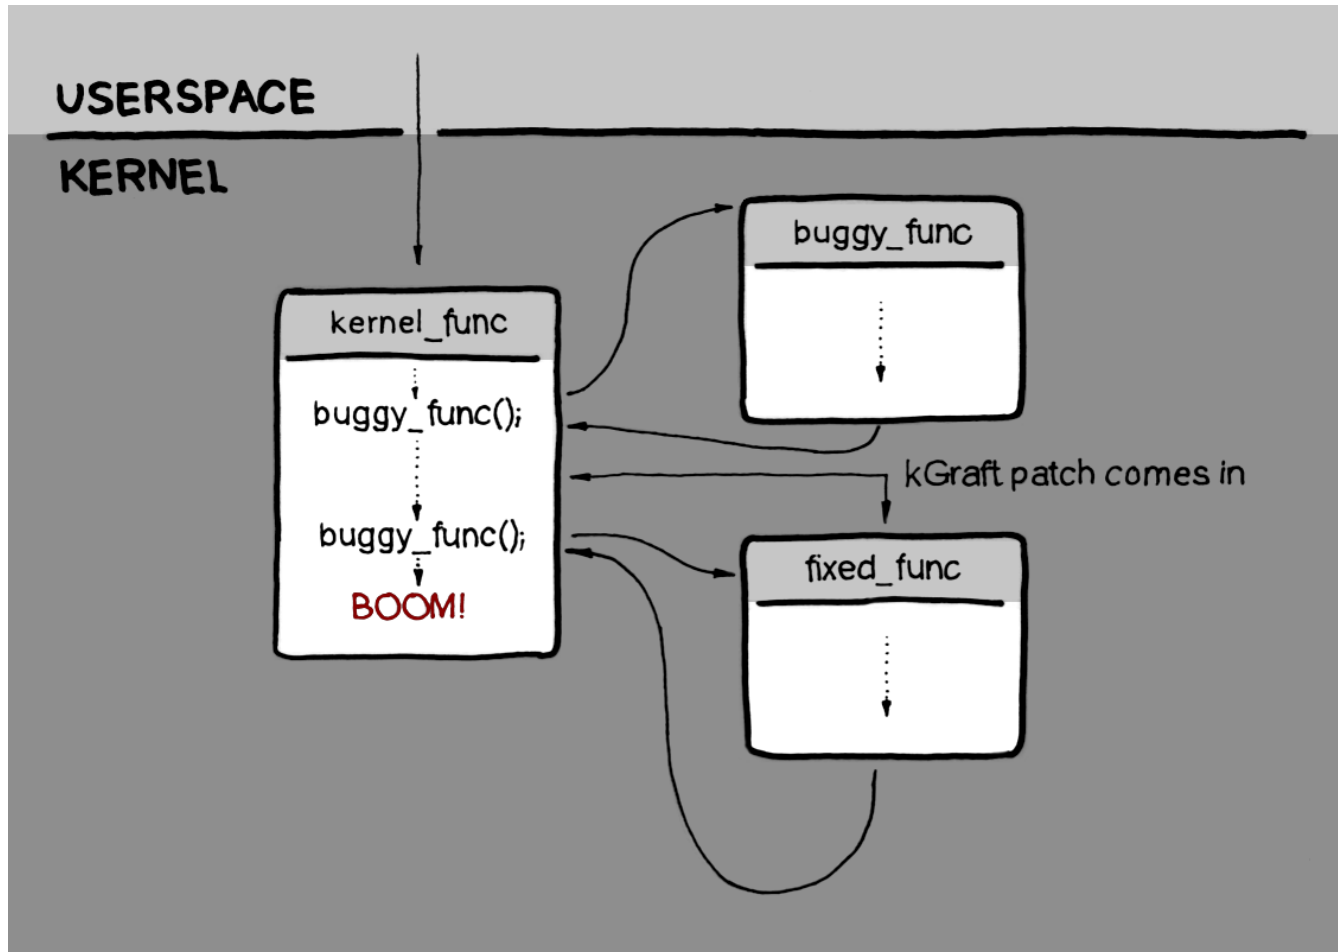 USERSPACE
KERNEL
buggy_func
kernel_func
buggy_func();
kGraft patch comes in
buggy_func();
fixed_func
BOOM!